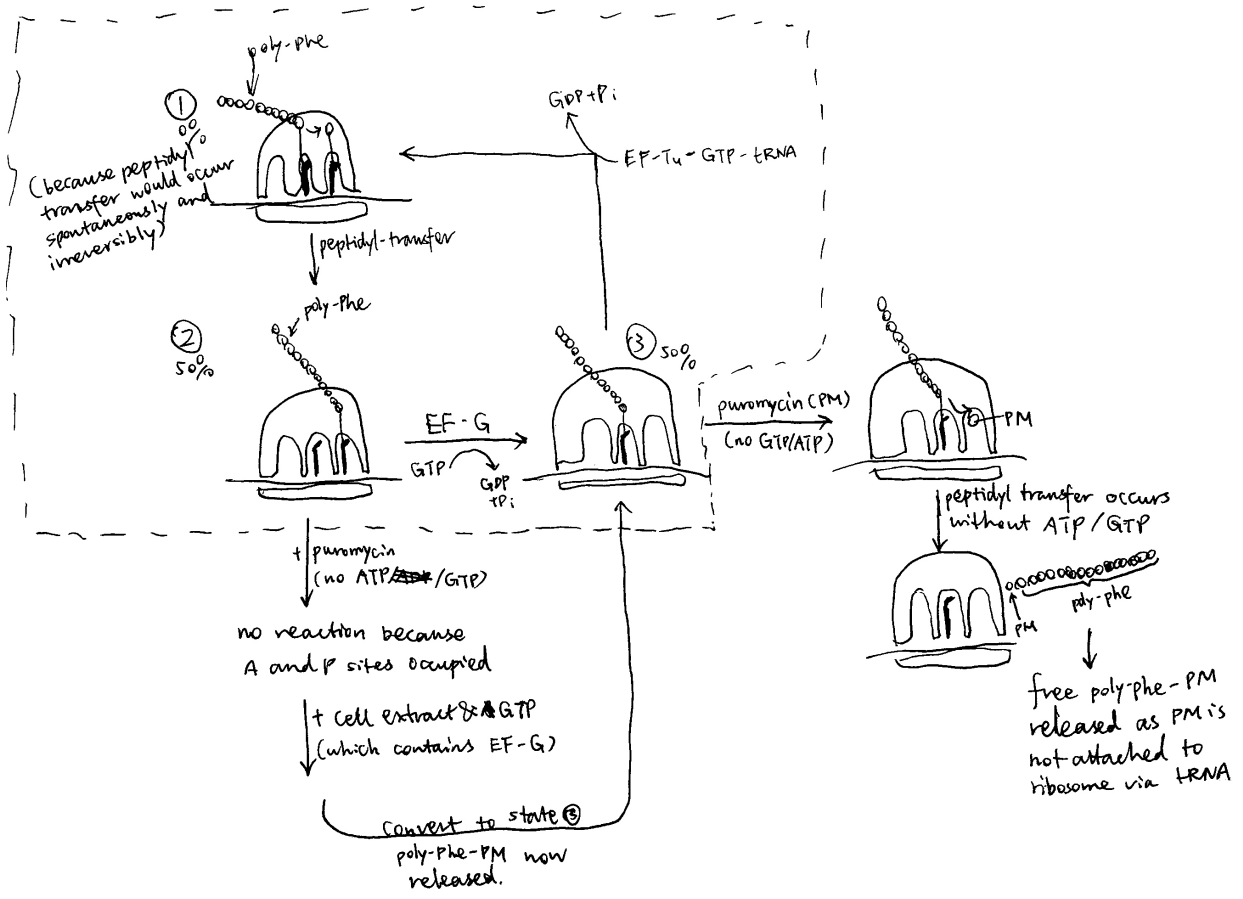 poly-phe
1
0%
(because peptidyl
transfer would occur
spontaneously and
irreversibly)
GDP+Pi
EF-Tu-GTP-tRNA
peptidyl-transfer
poly-Phe
2
50%
3
50%
EF-G
GTP
GDP
+Pi
puromycin (PM)
(no GTP/ATP)
PM
peptidyl transfer occurs
without ATP/GTP
poly-phe
PM
free poly-phe-PM
released as PM is
not attached to
ribosome via tRNA
+ puromycin
(no ATP/GTP)
no reaction because
A and P sites occupied
+ cell extract & GTP
(which contains EF-G)
convert to state 3
poly-Phe-PM now
released.